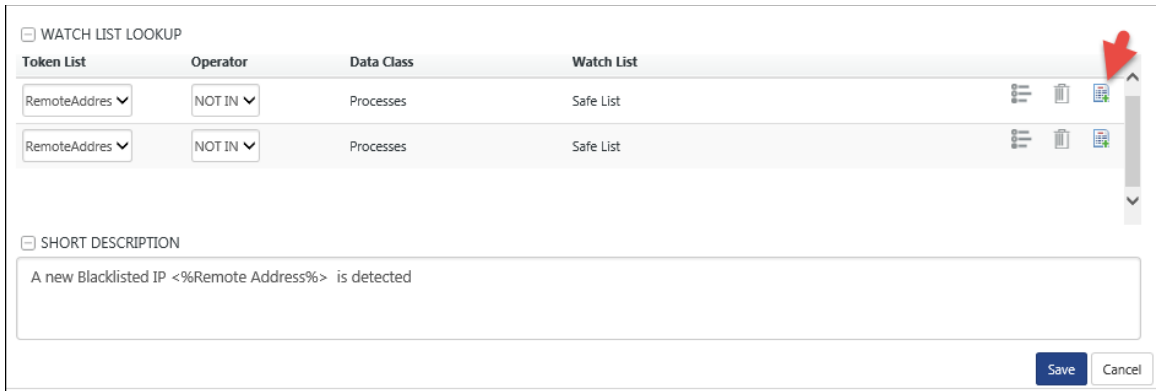 WATCH LIST LOOKUP
Token List Operator Data Class Watch List
RemoteAddres NOT IN Processes Safe List
RemoteAddres NOT IN Processes Safe List
SHORT DESCRIPTION
A new Blacklisted IP <%Remote Address%> is detected
Save Cancel